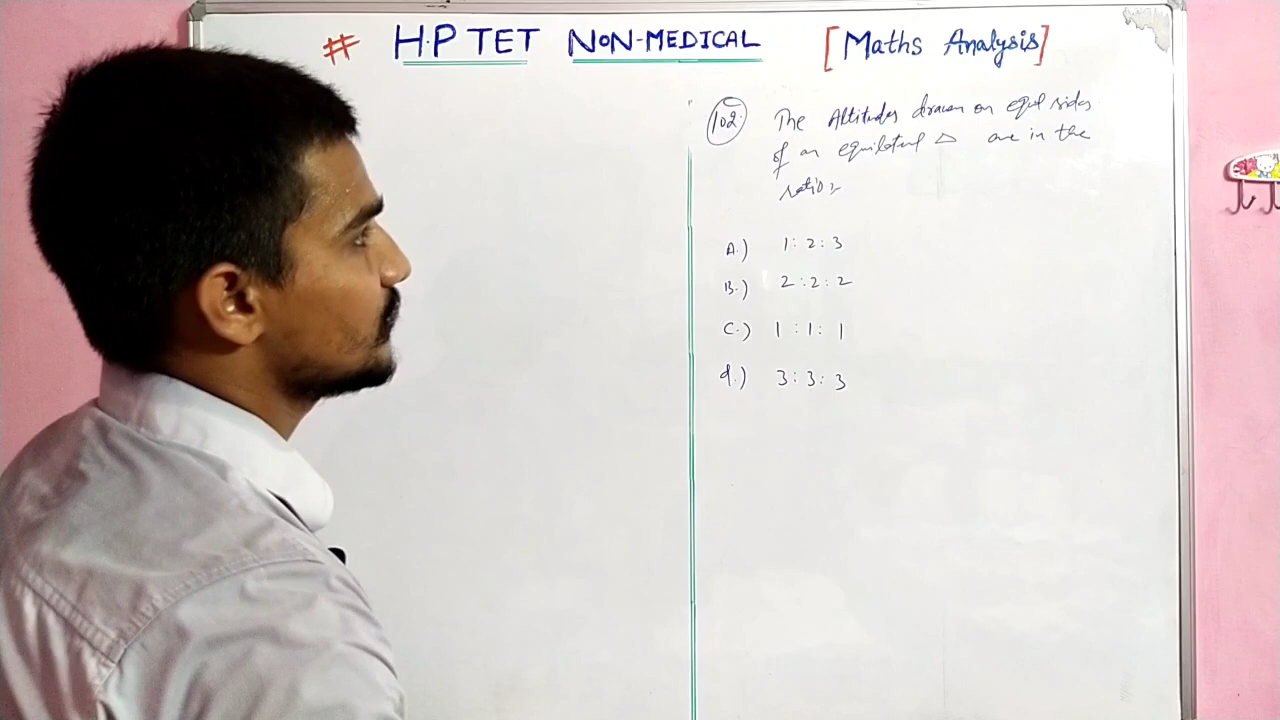 # H.P TET NON-MEDICAL [Maths Analysis]
102. The Altitudes drawn on equal sides
of an equilateral △ are in the
ratio:-
A.) 1 : 2 : 3
B.) 2 : 2 : 2
C.) 1 : 1 : 1
d.) 3 : 3 : 3